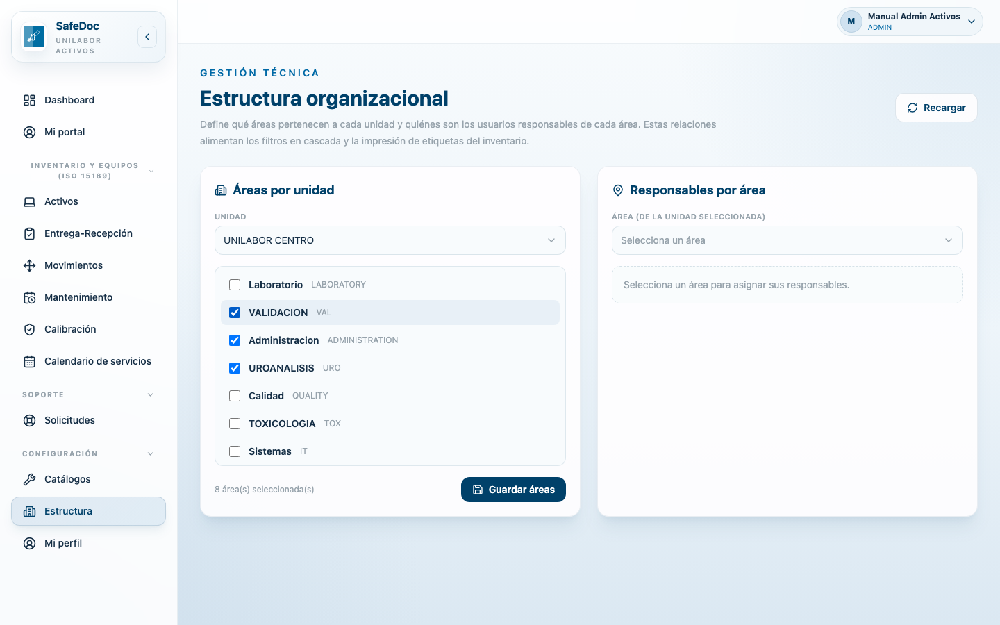 SafeDoc
UNILABOR
ACTIVOS
Manual Admin Activos
M
ADMIN
Dashboard
Mi portal
INVENTARIO Y EQUIPOS
(ISO 15189)
Activos
Entrega-Recepción
Movimientos
Mantenimiento
Calibración
Calendario de servicios
SOPORTE
Solicitudes
CONFIGURACIÓN
Catálogos
Estructura
Mi perfil
GESTIÓN TÉCNICA
Estructura organizacional
Define qué áreas pertenecen a cada unidad y quiénes son los usuarios responsables de cada área. Estas relaciones
alimentan los filtros en cascada y la impresión de etiquetas del inventario.
Recargar
Áreas por unidad
UNIDAD
UNILABOR CENTRO
Laboratorio LABORATORY
VALIDACION VAL
Administracion ADMINISTRATION
UROANALISIS URO
Calidad QUALITY
TOXICOLOGIA TOX
Sistemas IT
8 área(s) seleccionada(s)
Guardar áreas
Responsables por área
ÁREA (DE LA UNIDAD SELECCIONADA)
Selecciona un área
Selecciona un área para asignar sus responsables.